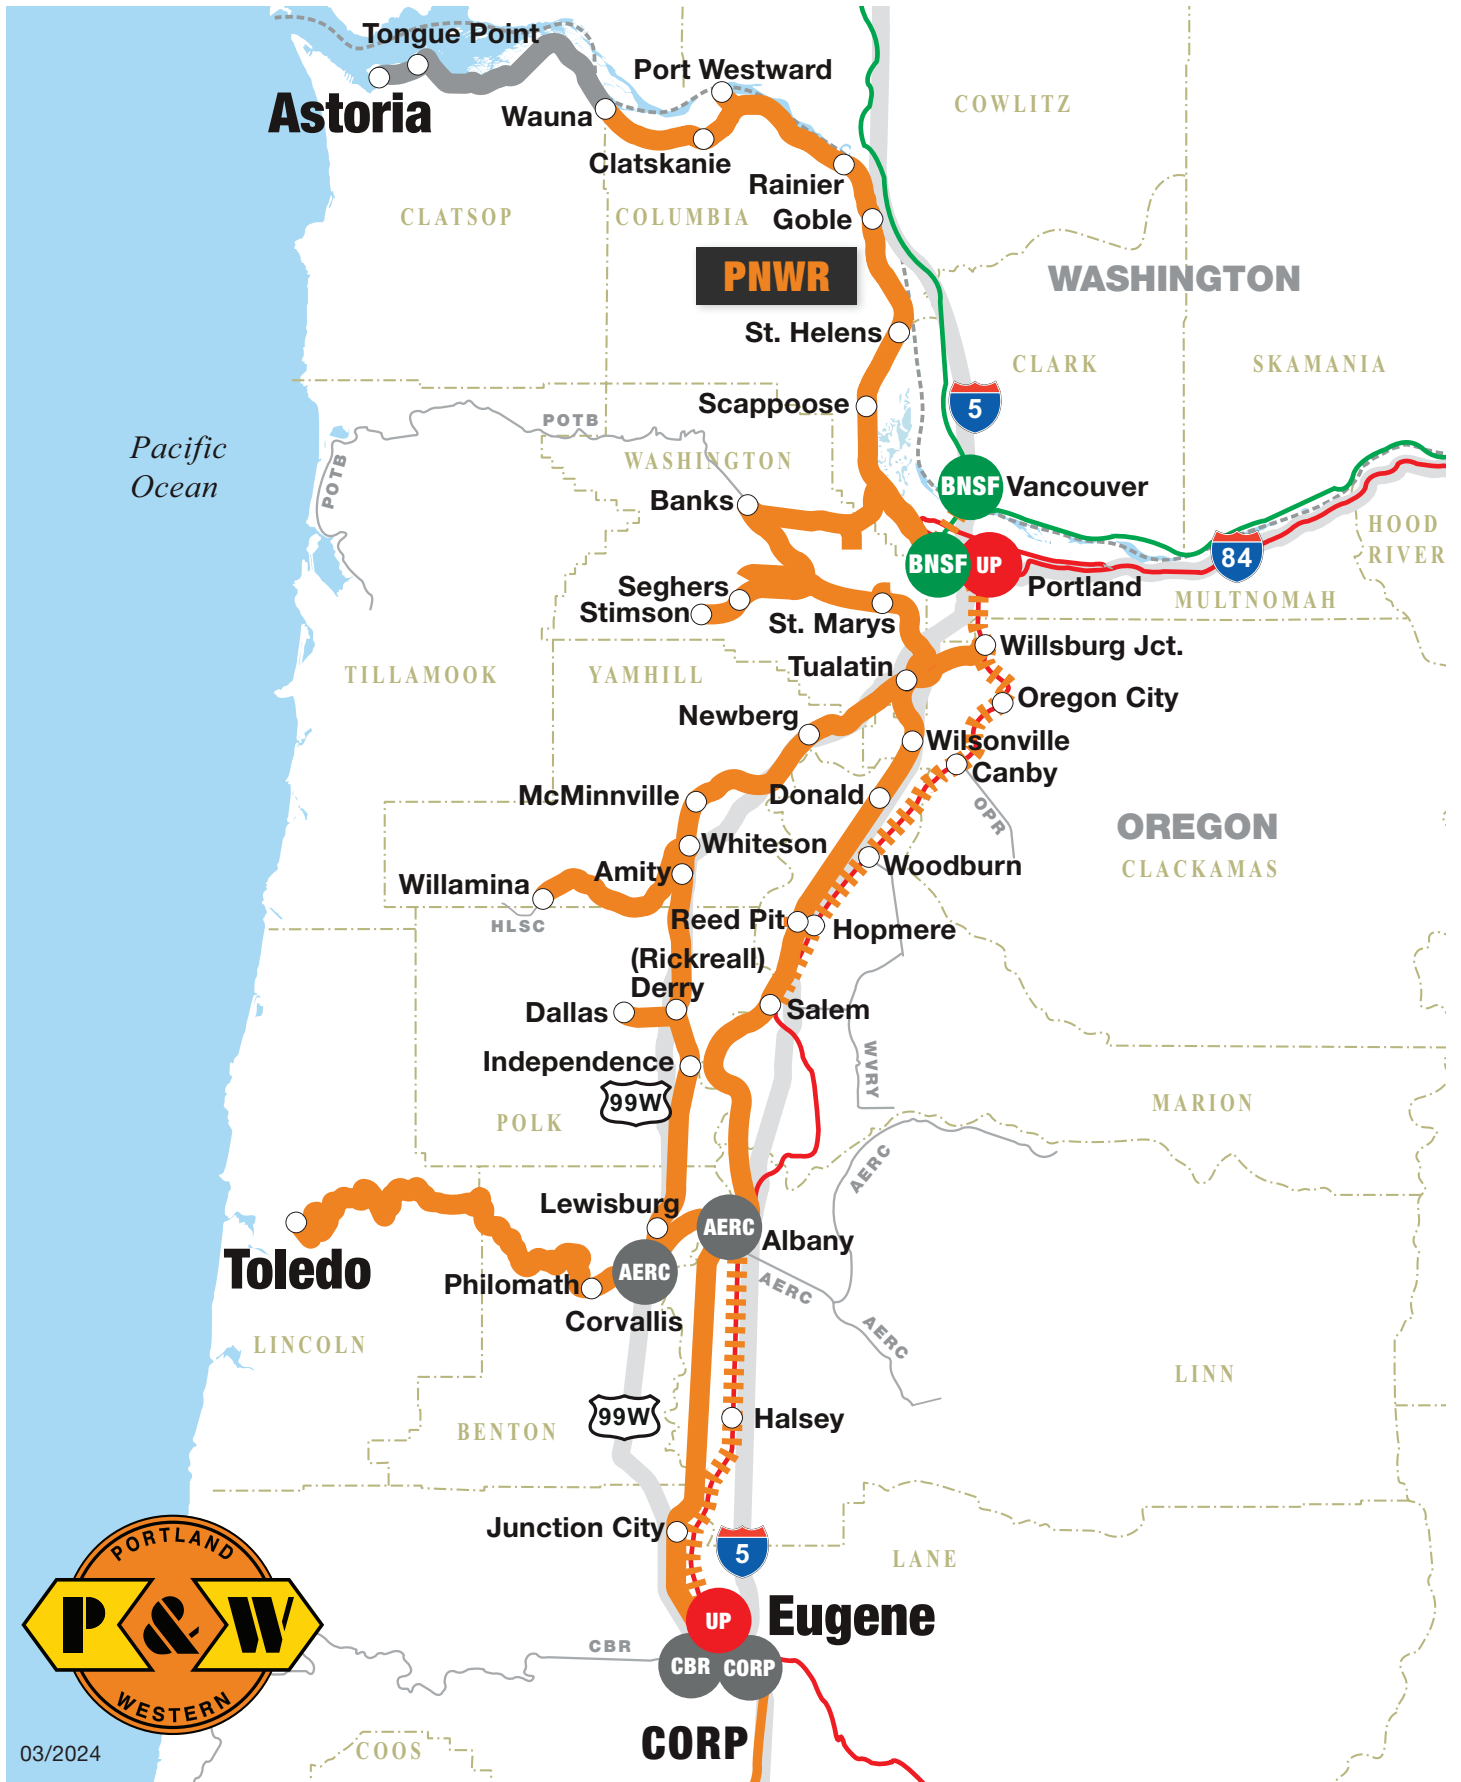 Tongue Point
Port Westward
Astoria
Wauna
COWLITZ
Clatskanie
Rainier
CLATSOP
COLUMBIA
Goble
PNWR
WASHINGTON
St. Helens
CLARK
SKAMANIA
5
Scappoose
POTB
Pacific
Ocean
POTB
WASHINGTON
BNSF
Vancouver
Banks
HOOD
RIVER
BNSF
UP
84
Portland
Seghers
Stimson
St. Marys
MULTNOMAH
Willsburg Jct.
TILLAMOOK
YAMHILL
Tualatin
Oregon City
Newberg
Wilsonville
Canby
McMinnville
Donald
OPR
OREGON
Whiteson
Woodburn
CLACKAMAS
Amity
Willamina
HLSC
Reed Pit
Hopmere
(Rickreall)
Derry
Dallas
Salem
Independence
WVRY
99W
POLK
MARION
AERC
Lewisburg
AERC
Albany
Toledo
Philomath
AERC
AERC
Corvallis
AERC
LINCOLN
LINN
99W
Halsey
BENTON
Junction City
5
LANE
PORTLAND
P & W
WESTERN
UP
Eugene
CBR
CBR
CORP
CORP
03/2024
COOS